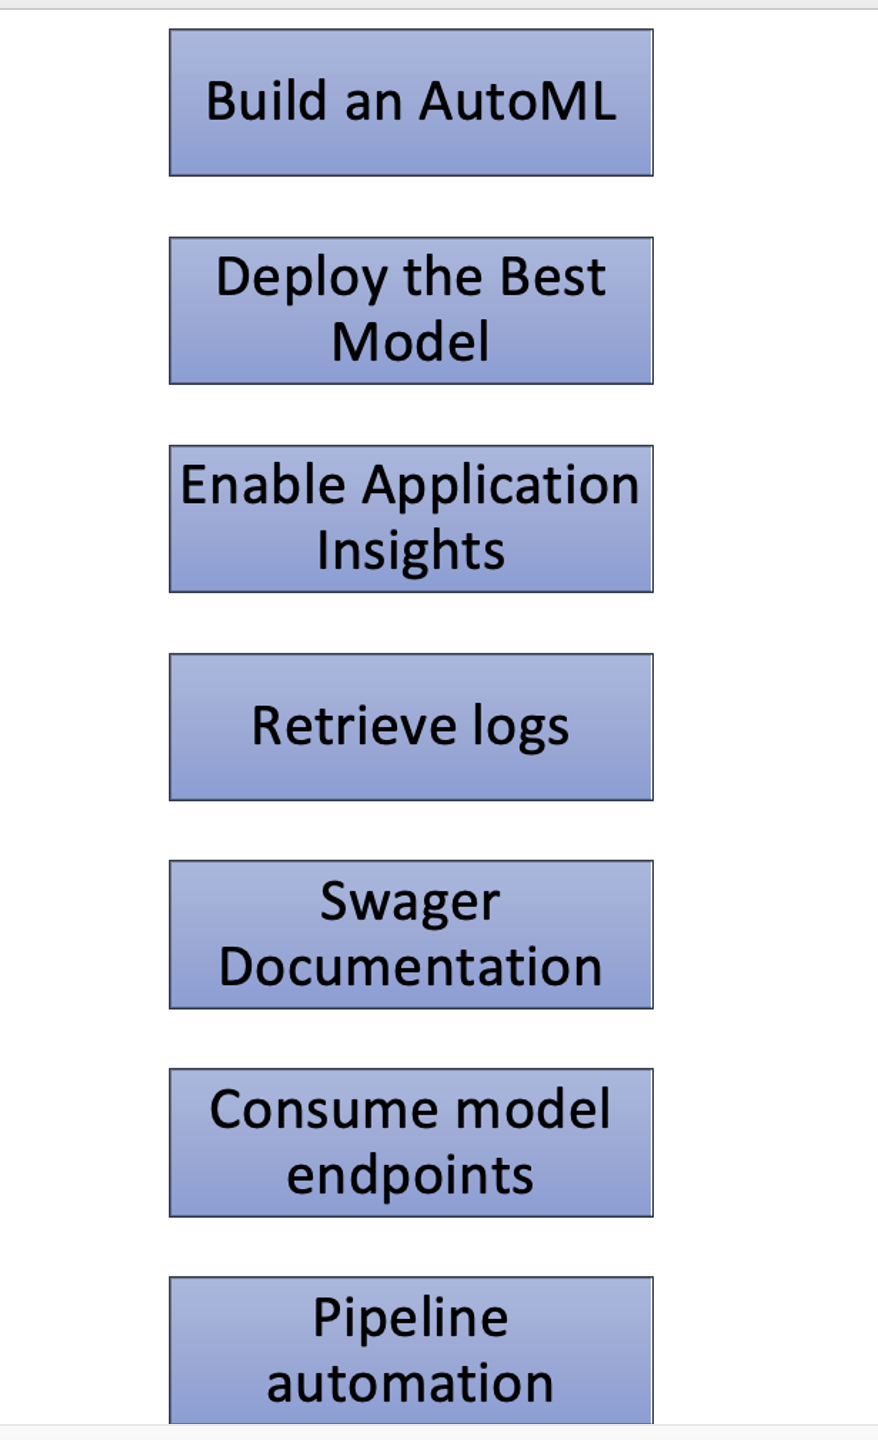 Build an AutoML
Deploy the Best
Model
Enable Application
Insights
Retrieve logs
Swager
Documentation
Consume model
endpoints
Pipeline
automation